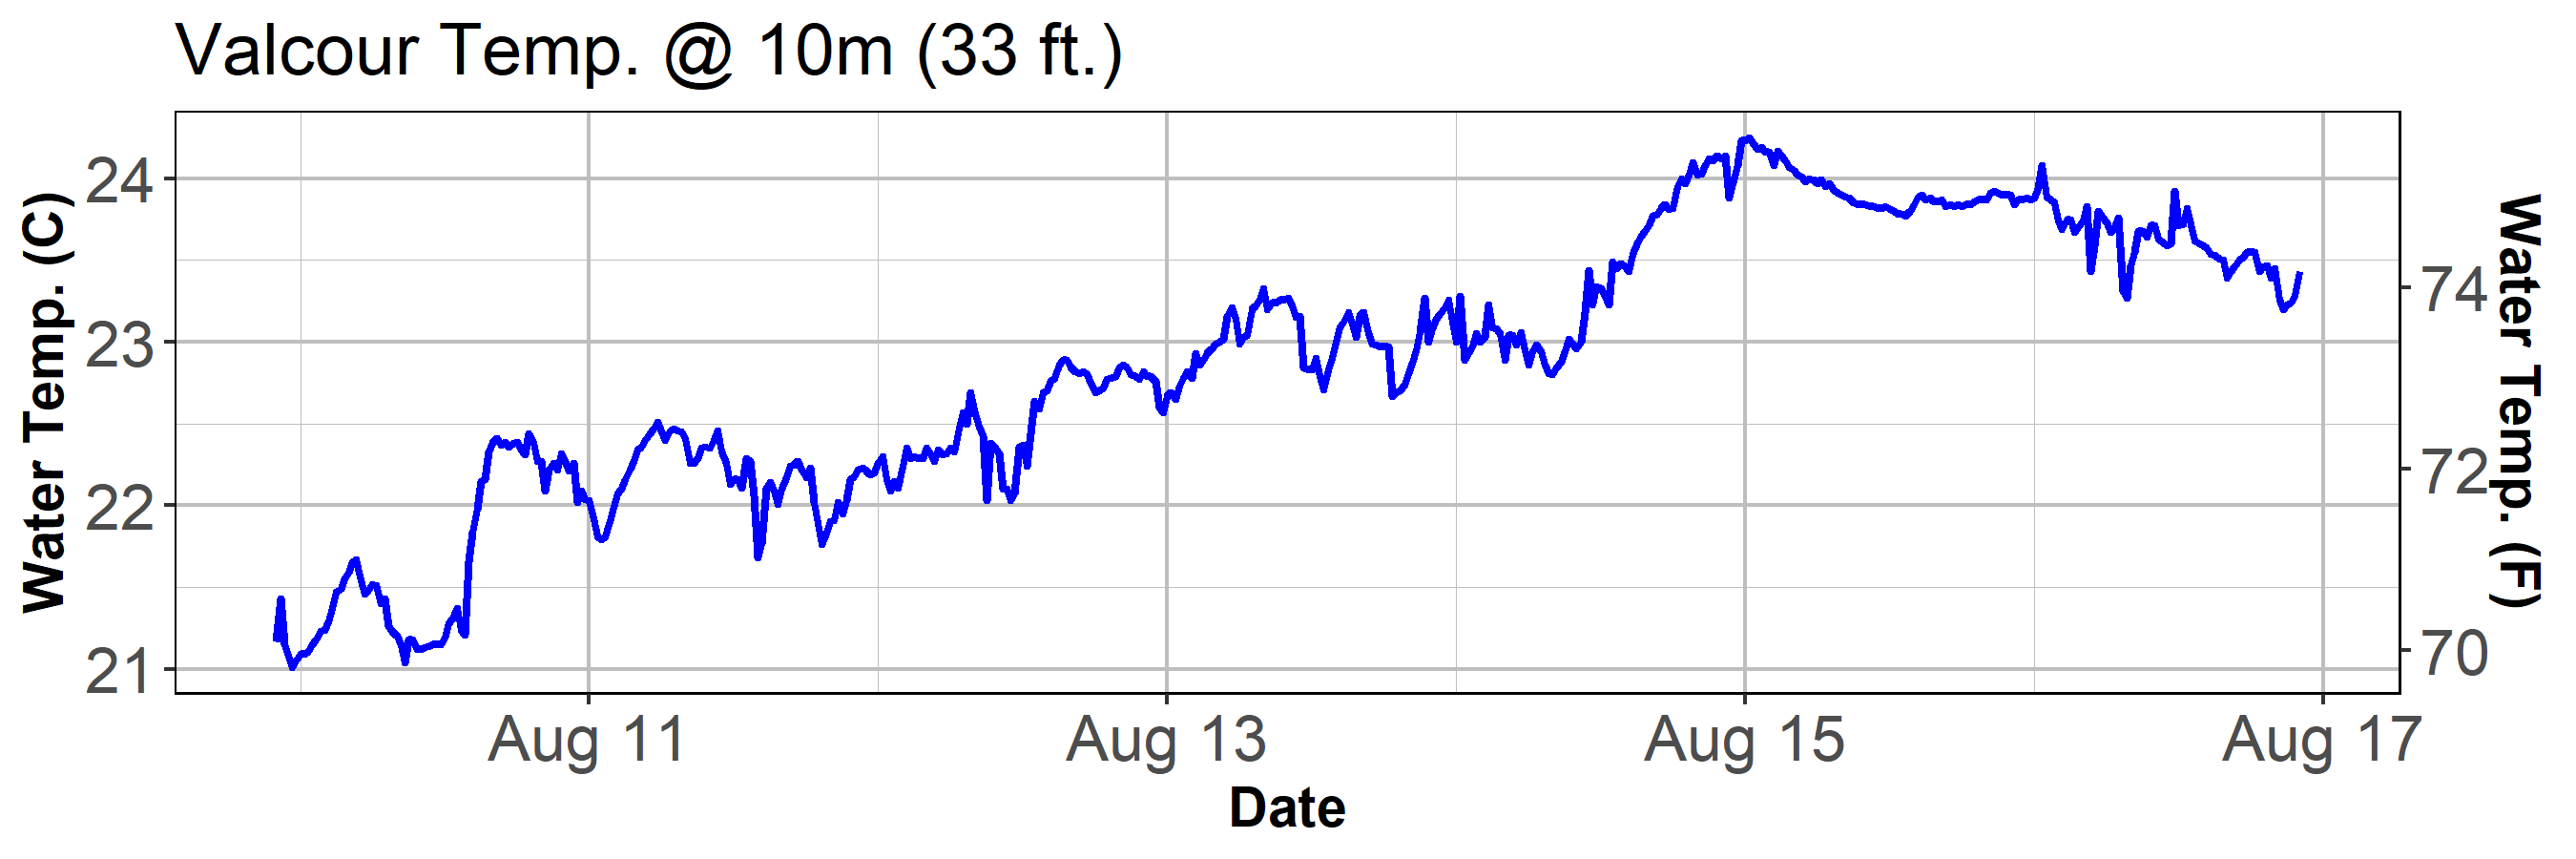 Valcour Temp. @ 10m (33 ft.)
Water Temp. (C)
24
23
22
21
74
72
70
Water Temp. (F)
Aug 11
Aug 13
Aug 15
Aug 17
Date